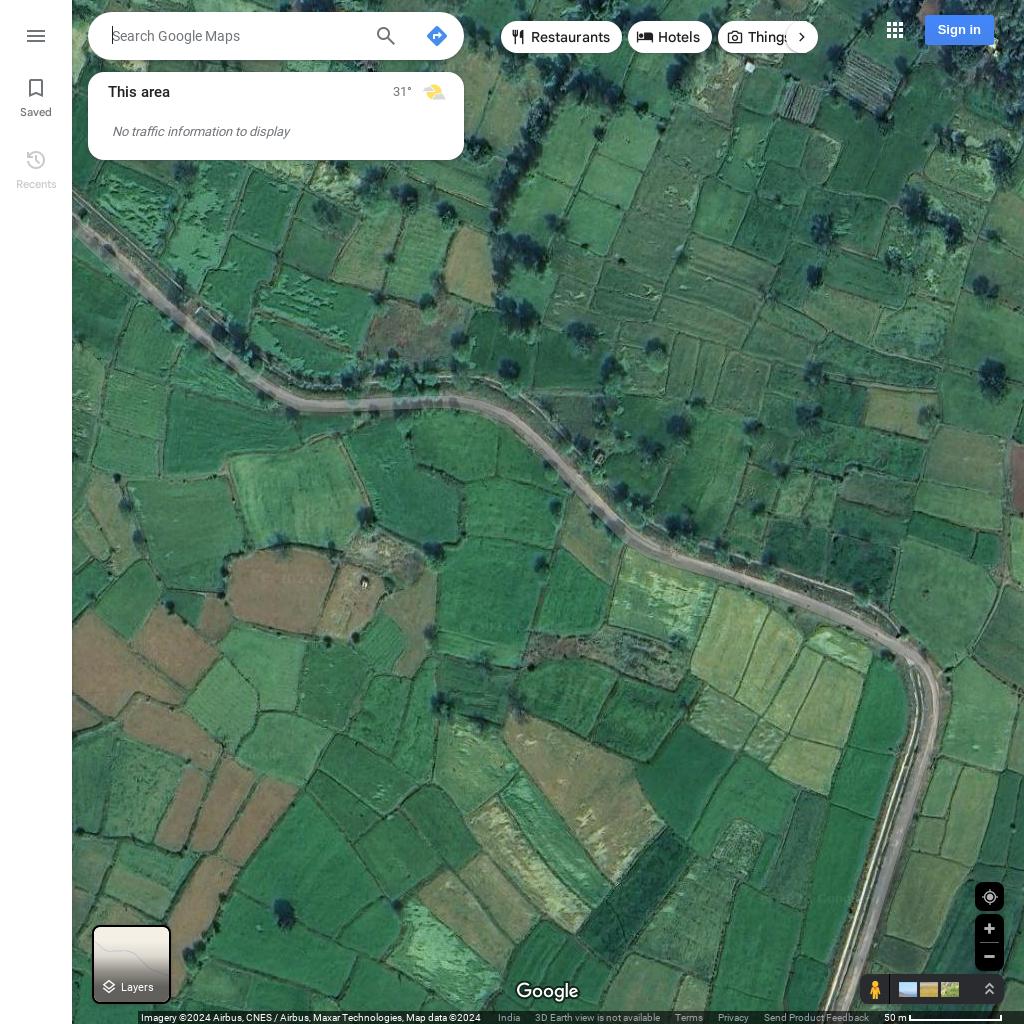 Search Google Maps
Restaurants
Hotels
Things
Sign in
Saved
This area
31°
No traffic information to display
Recents
Layers
Google
Imagery ©2024 Airbus, CNES / Airbus, Maxar Technologies, Map data ©2024
India
3D Earth view is not available
Terms
Privacy
Send Product Feedback
50 m